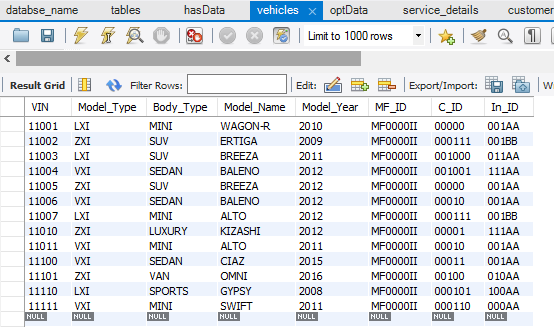 databse_name tables hasData vehicles optData service_details customer
Limit to 1000 rows
Result Grid Filter Rows: Edit: Export/Import:
VIN Model_Type Body_Type Model_Name Model_Year MF_ID C_ID In_ID
11001 LXI MINI WAGON-R 2010 MF0000II 00000 001AA
11002 ZXI SUV ERTIGA 2009 MF0000II 000111 001BB
11003 LXI SUV BREEZA 2011 MF0000II 001000 011AA
11004 VXI SEDAN BALENO 2012 MF0000II 001001 111AA
11005 ZXI SUV BREEZA 2012 MF0000II 00000 001AA
11006 VXI SEDAN BALENO 2012 MF0000II 00010 001AA
11007 LXI MINI ALTO 2012 MF0000II 000111 001BB
11010 ZXI LUXURY KIZASHI 2012 MF0000II 00001 111AA
11011 VXI MINI ALTO 2011 MF0000II 00010 001AA
11100 VXI SEDAN CIAZ 2015 MF0000II 00011 001AA
11101 ZXI VAN OMNI 2016 MF0000II 00100 010AA
11110 LXI SPORTS GYPSY 2008 MF0000II 000101 100AA
11111 VXI MINI SWIFT 2011 MF0000II 000110 000AA
NULL NULL NULL NULL NULL NULL NULL NULL